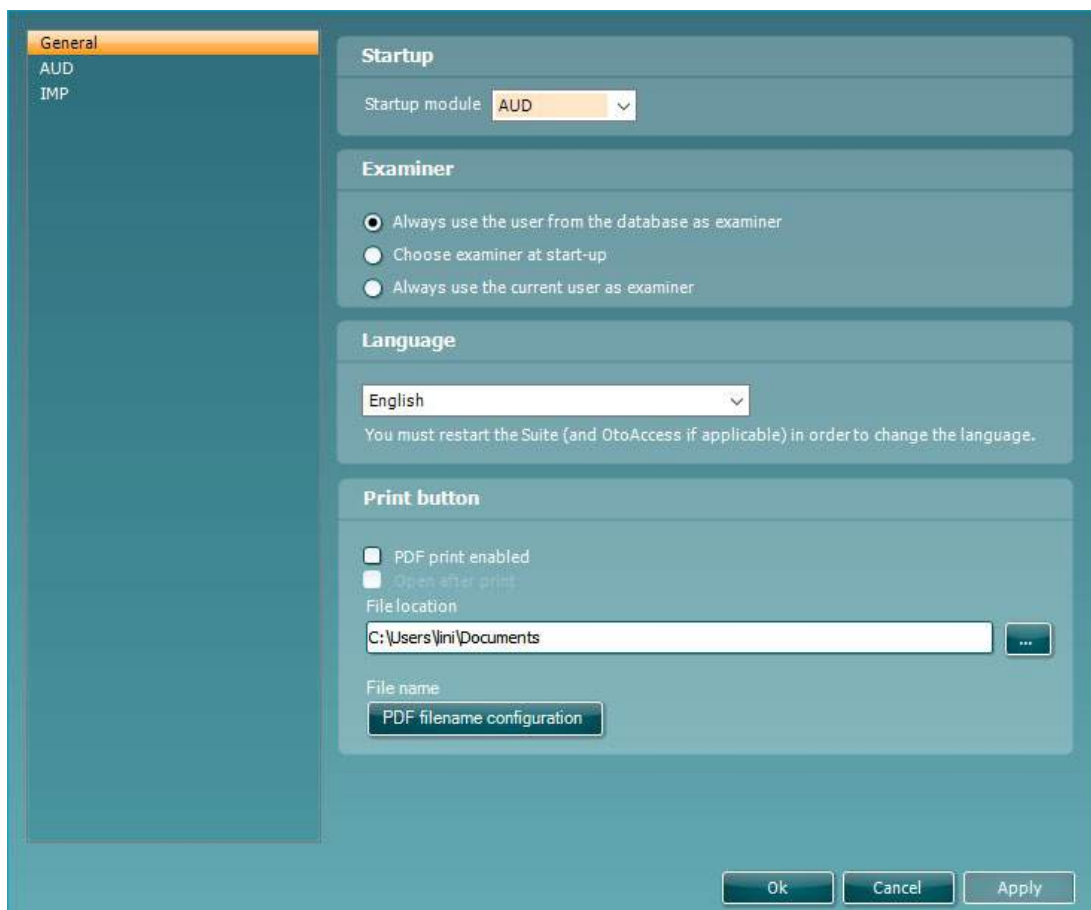 General
AUD
IMP
Startup
Startup module AUD
Examiner
Always use the user from the database as examiner
Choose examiner at start-up
Always use the current user as examiner
Language
English
You must restart the Suite (and OtoAccess if applicable) in order to change the language.
Print button
PDF print enabled
Open after print
File location
C:\Users\lini\Documents
...
File name
PDF filename configuration
Ok Cancel Apply